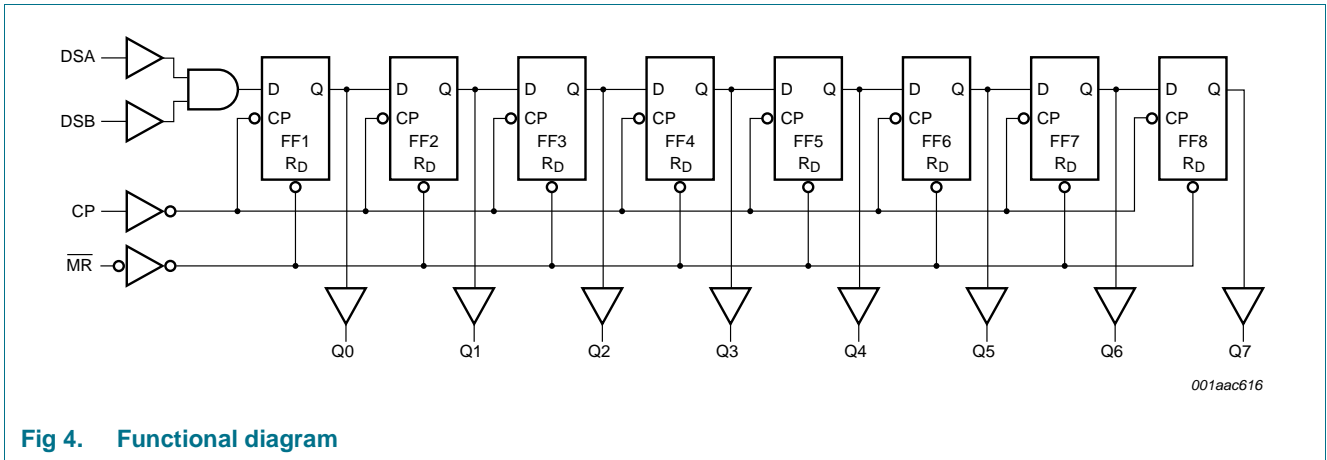 DSA
DSB
CP
M̅R̅
D Q
CP
FF1
RD
D Q
CP
FF2
RD
D Q
CP
FF3
RD
D Q
CP
FF4
RD
D Q
CP
FF5
RD
D Q
CP
FF6
RD
D Q
CP
FF7
RD
D Q
CP
FF8
RD
Q0 Q1 Q2 Q3 Q4 Q5 Q6 Q7
001aac616
Fig 4. Functional diagram